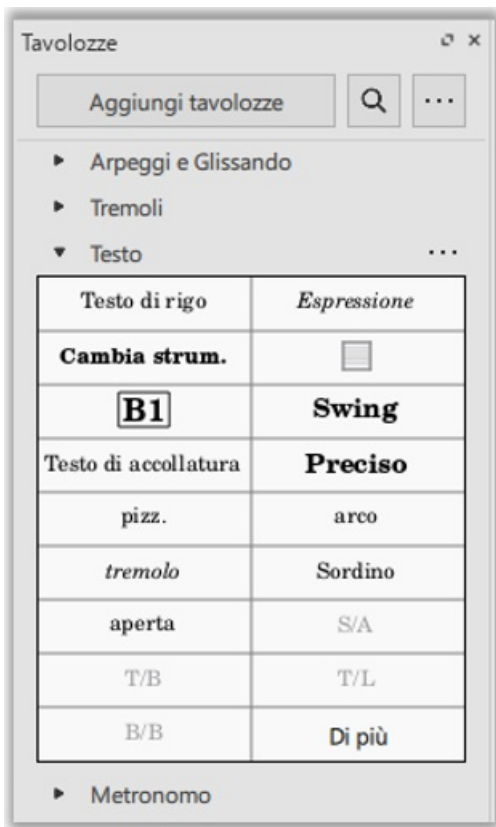 Tavolozze
Aggiungi tavolozze
Arpeggi e Glissando
Tremoli
Testo
Testo di rigo Espressione
Cambia strum.
B1 Swing
Testo di accollatura Preciso
pizz. arco
tremolo Sordino
aperta S/A
T/B T/L
B/B Di più
Metronomo